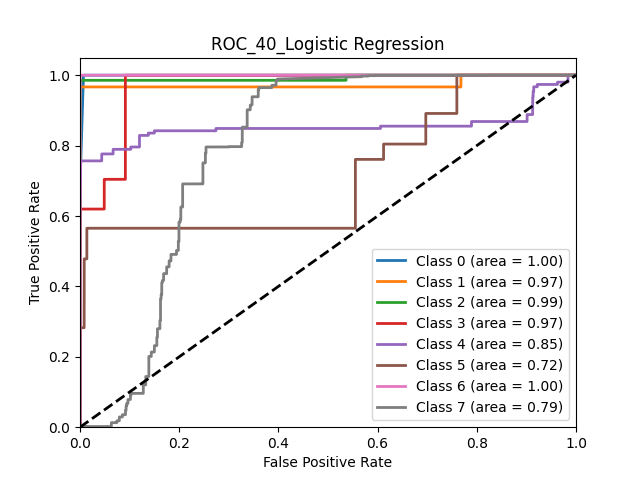 ROC_40_Logistic Regression
True Positive Rate
1.0
0.8
0.6
0.4
0.2
0.0
Class 0 (area = 1.00)
Class 1 (area = 0.97)
Class 2 (area = 0.99)
Class 3 (area = 0.97)
Class 4 (area = 0.85)
Class 5 (area = 0.72)
Class 6 (area = 1.00)
Class 7 (area = 0.79)
0.0 0.2 0.4 0.6 0.8 1.0
False Positive Rate